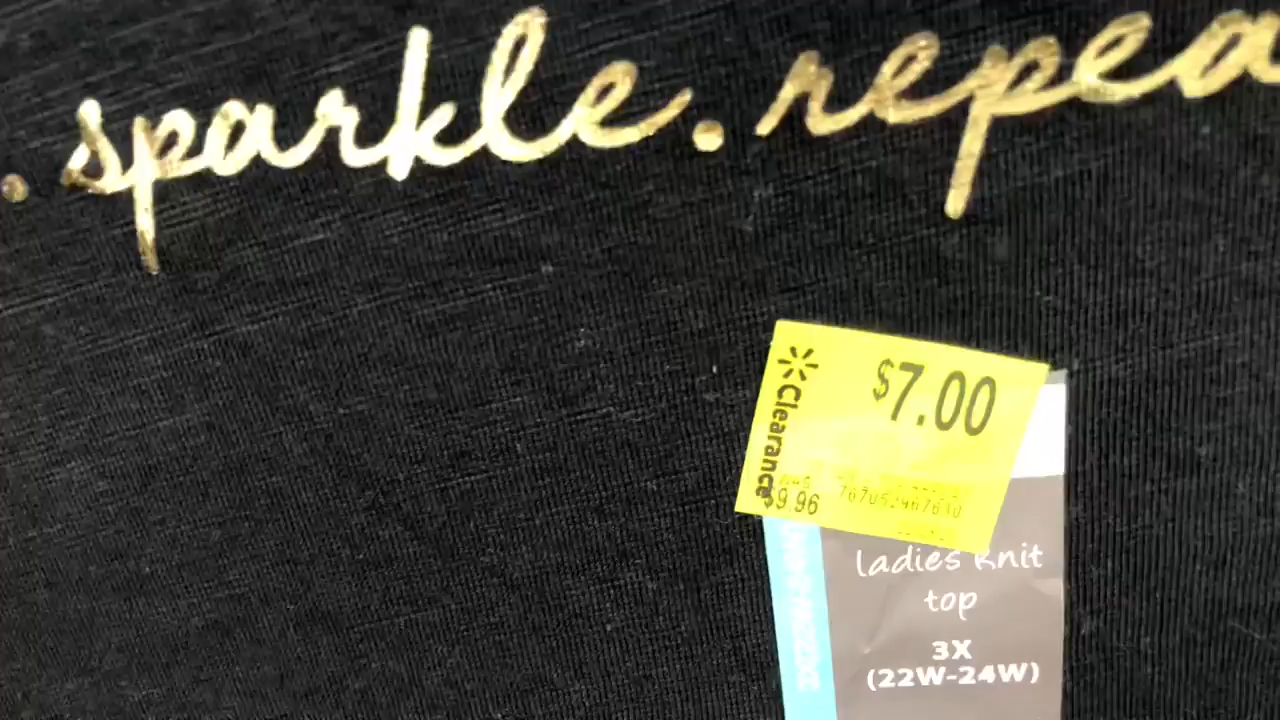 .sparkle.repea
$7.00
Clearance
$9.96
ladies knit
top
3X
(22W-24W)